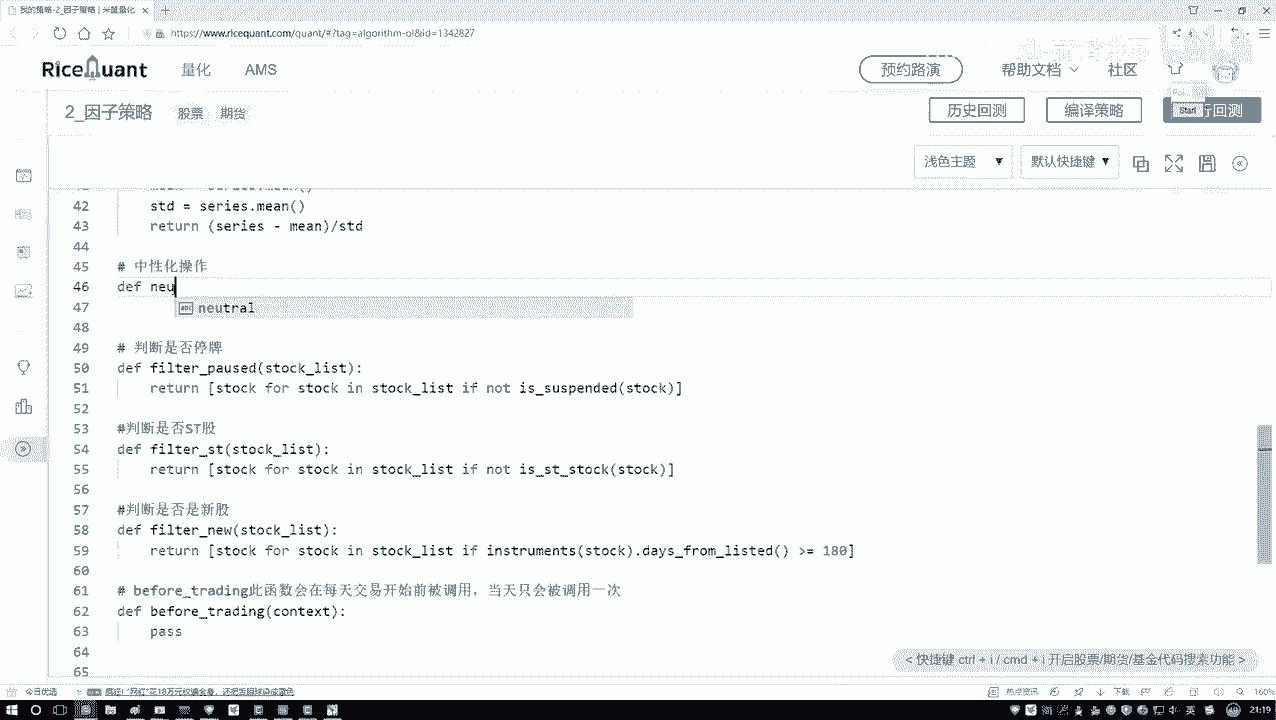 我的策略-2_因子策略 | 米筐量化
https://www.ricequant.com/quant/#?tag=algorithm-ol&id=1342827
RiceQuant 量化 AMS 预约路演 帮助文档 社区
2_因子策略 股票 期货 历史回测 编译策略 行回测
Start
浅色主题 默认快捷键
42 std = series.mean()
43 return (series - mean)/std
44
45 # 中性化操作
46 def neu
47 neutral
48
49 # 判断是否停牌
50 def filter_paused(stock_list):
51 return [stock for stock in stock_list if not is_suspended(stock)]
52
53 #判断是否ST股
54 def filter_st(stock_list):
55 return [stock for stock in stock_list if not is_st_stock(stock)]
56
57 #判断是否是新股
58 def filter_new(stock_list):
59 return [stock for stock in stock_list if instruments(stock).days_from_listed() >= 180]
60
61 # before_trading此函数会在每天交易开始前被调用，当天只会被调用一次
62 def before_trading(context):
63 pass
64
65
< 快捷键 ctrl + i / cmd + i 开启股票/期货/基金代码搜索功能 >
今日优选 热点资讯 下载 160%
英 21:19